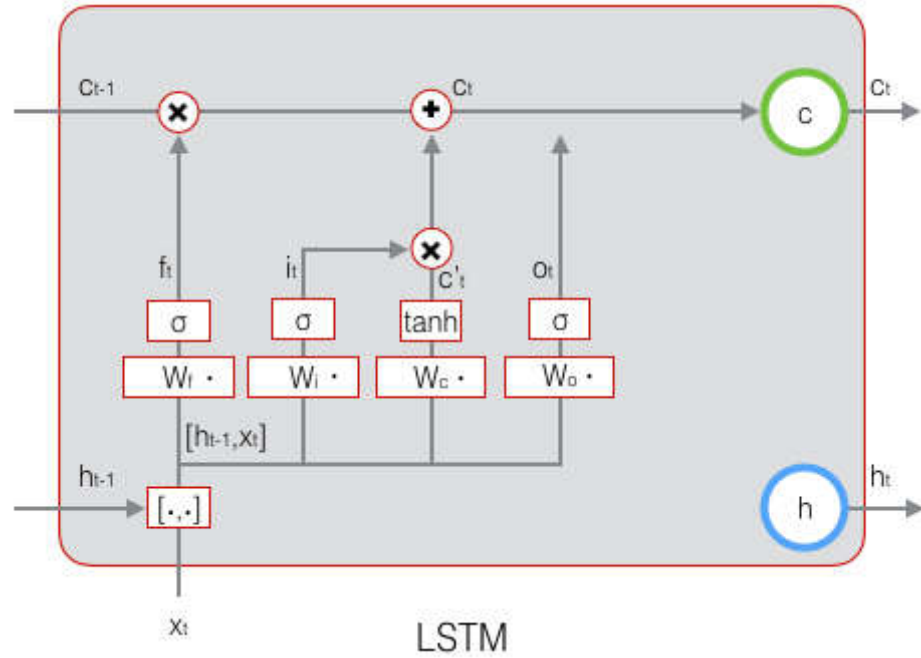 Ct-1 Ct Ct
× +
c
ft it × ot
c't
σ σ tanh σ
Wf · Wi · Wc · Wo ·
[ht-1,xt]
ht-1 ht
[·,·] h
xt
LSTM